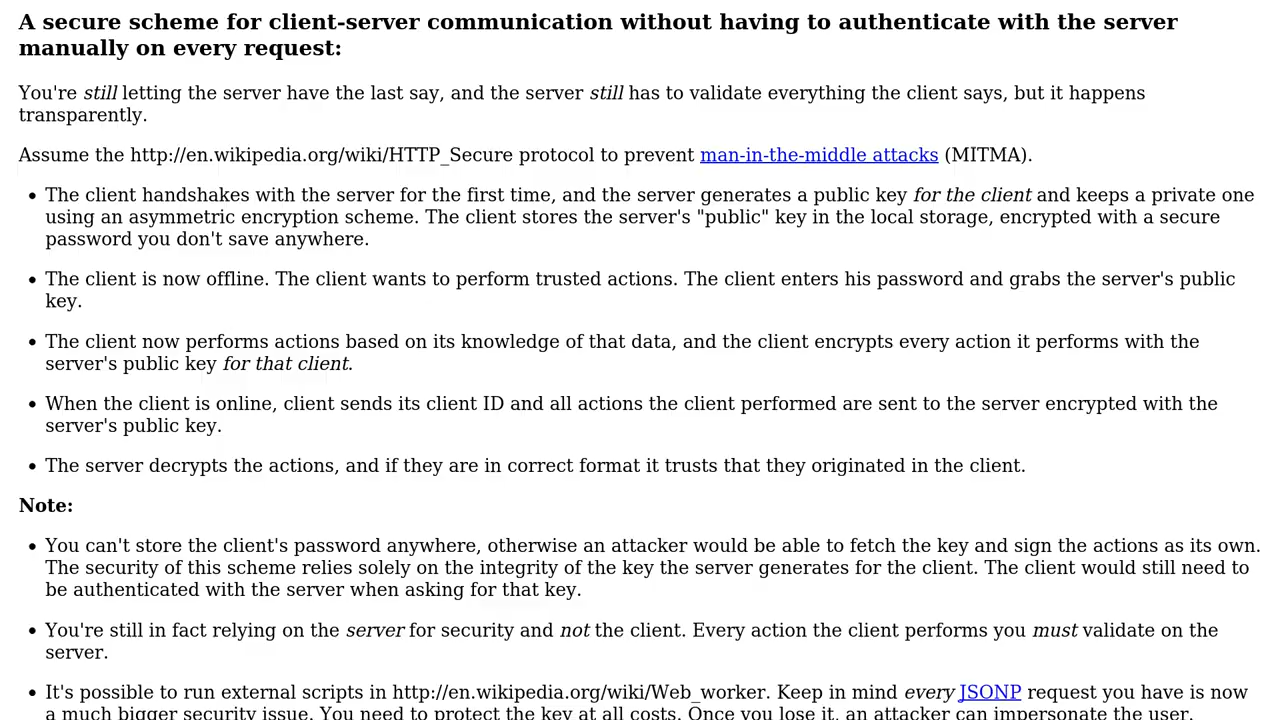 A secure scheme for client-server communication without having to authenticate with the server
manually on every request:
You're still letting the server have the last say, and the server still has to validate everything the client says, but it happens
transparently.
Assume the http://en.wikipedia.org/wiki/HTTP_Secure protocol to prevent man-in-the-middle attacks (MITMA).
• The client handshakes with the server for the first time, and the server generates a public key for the client and keeps a private one
using an asymmetric encryption scheme. The client stores the server's "public" key in the local storage, encrypted with a secure
password you don't save anywhere.
• The client is now offline. The client wants to perform trusted actions. The client enters his password and grabs the server's public
key.
• The client now performs actions based on its knowledge of that data, and the client encrypts every action it performs with the
server's public key for that client.
• When the client is online, client sends its client ID and all actions the client performed are sent to the server encrypted with the
server's public key.
• The server decrypts the actions, and if they are in correct format it trusts that they originated in the client.
Note:
• You can't store the client's password anywhere, otherwise an attacker would be able to fetch the key and sign the actions as its own.
The security of this scheme relies solely on the integrity of the key the server generates for the client. The client would still need to
be authenticated with the server when asking for that key.
• You're still in fact relying on the server for security and not the client. Every action the client performs you must validate on the
server.
• It's possible to run external scripts in http://en.wikipedia.org/wiki/Web_worker. Keep in mind every JSONP request you have is now
a much bigger security issue. You need to protect the key at all costs. Once you lose it, an attacker can impersonate the user.